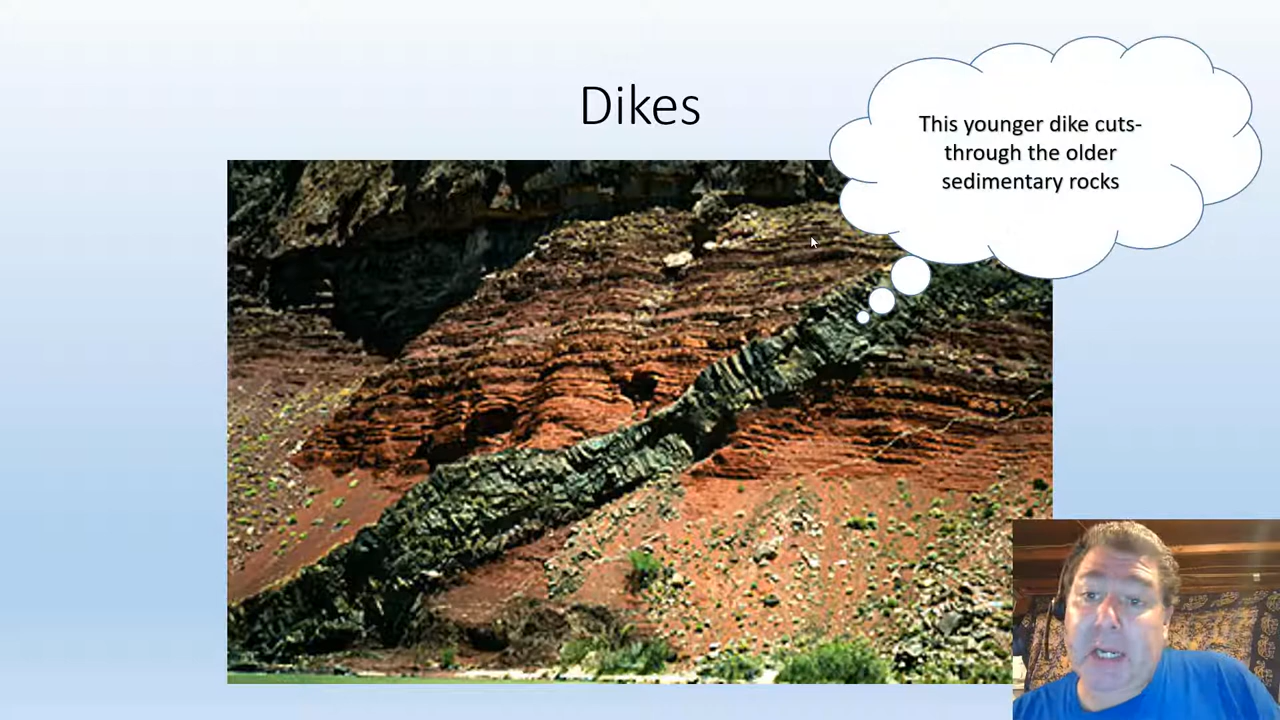 Dikes
This younger dike cuts-
through the older
sedimentary rocks